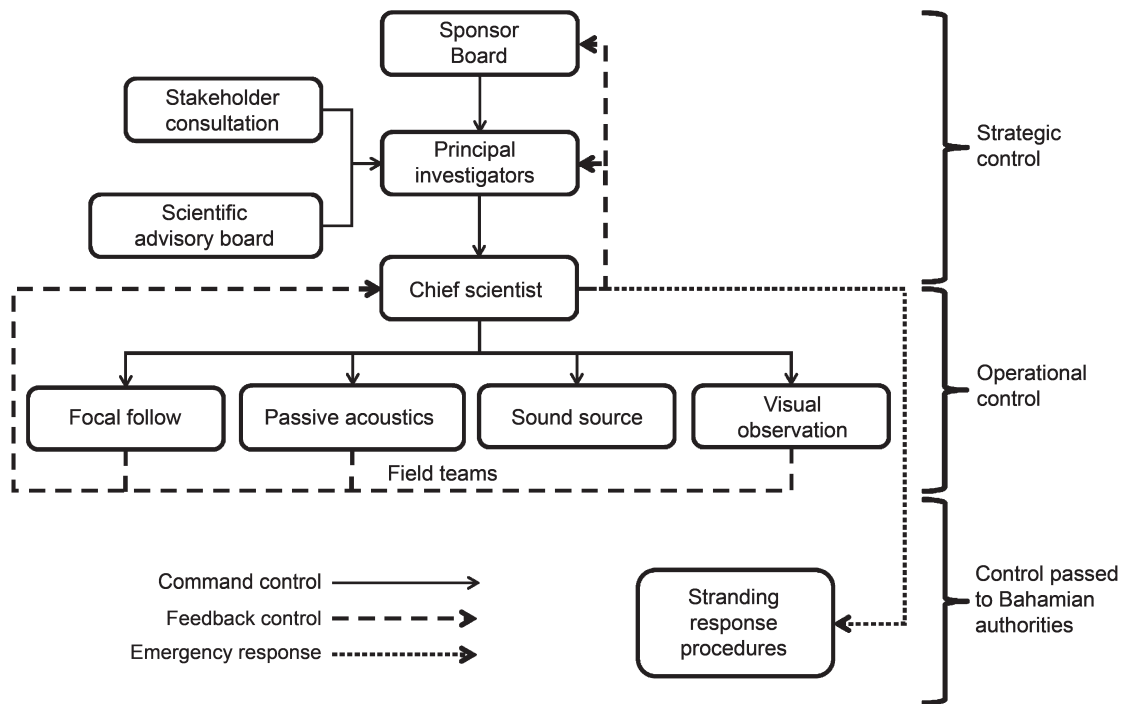 Sponsor
Board
Stakeholder
consultation
Principal
investigators
Strategic
control
Scientific
advisory board
Chief scientist
Focal follow
Passive acoustics
Sound source
Visual
observation
Operational
control
Field teams
Command control
Feedback control
Emergency response
Stranding
response
procedures
Control passed
to Bahamian
authorities